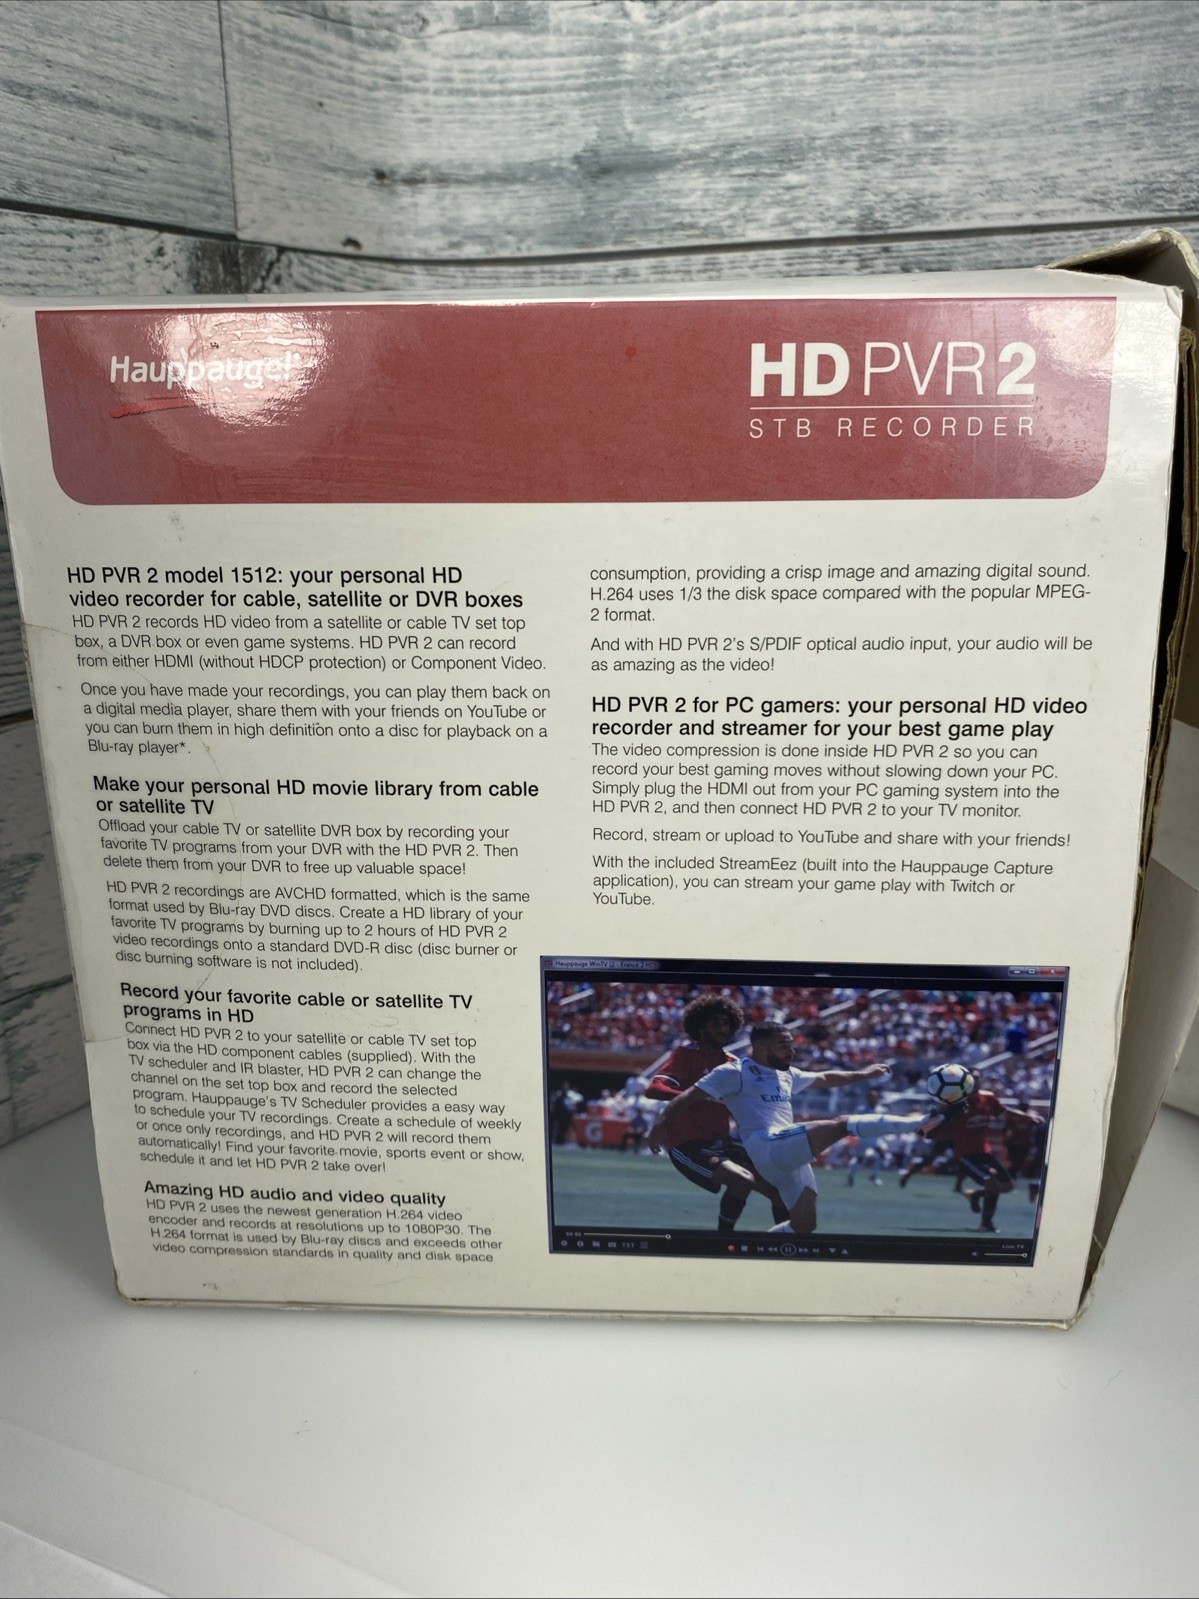 Hauppauge!
HD PVR 2
STB RECORDER
HD PVR 2 model 1512: your personal HD
video recorder for cable, satellite or DVR boxes
HD PVR 2 records HD video from a satellite or cable TV set top
box, a DVR box or even game systems. HD PVR 2 can record
from either HDMI (without HDCP protection) or Component Video.
Once you have made your recordings, you can play them back on
a digital media player, share them with your friends on YouTube or
you can burn them in high definition onto a disc for playback on a
Blu-ray player*.
Make your personal HD movie library from cable
or satellite TV
Offload your cable TV or satellite DVR box by recording your
favorite TV programs from your DVR with the HD PVR 2. Then
delete them from your DVR to free up valuable space!
HD PVR 2 recordings are AVCHD formatted, which is the same
format used by Blu-ray DVD discs. Create a HD library of your
favorite TV programs by burning up to 2 hours of HD PVR 2
video recordings onto a standard DVD-R disc (disc burner or
disc burning software is not included).
Record your favorite cable or satellite TV
programs in HD
Connect HD PVR 2 to your satellite or cable TV set top
box via the HD component cables (supplied). With the
TV scheduler and IR blaster, HD PVR 2 can change the
channel on the set top box and record the selected
program. Hauppauge's TV Scheduler provides a easy way
to schedule your TV recordings. Create a schedule of weekly
or once only recordings, and HD PVR 2 will record them
automatically! Find your favorite movie, sports event or show,
schedule it and let HD PVR 2 take over!
Amazing HD audio and video quality
HD PVR 2 uses the newest generation H.264 video
encoder and records at resolutions up to 1080P30. The
H.264 format is used by Blu-ray discs and exceeds other
video compression standards in quality and disk space
consumption, providing a crisp image and amazing digital sound.
H.264 uses 1/3 the disk space compared with the popular MPEG-
2 format.
And with HD PVR 2's S/PDIF optical audio input, your audio will be
as amazing as the video!
HD PVR 2 for PC gamers: your personal HD video
recorder and streamer for your best game play
The video compression is done inside HD PVR 2 so you can
record your best gaming moves without slowing down your PC.
Simply plug the HDMI out from your PC gaming system into the
HD PVR 2, and then connect HD PVR 2 to your TV monitor.
Record, stream or upload to YouTube and share with your friends!
With the included StreamEez (built into the Hauppauge Capture
application), you can stream your game play with Twitch or
YouTube.
Hauppauge WinTV
G
TXT
Live TV